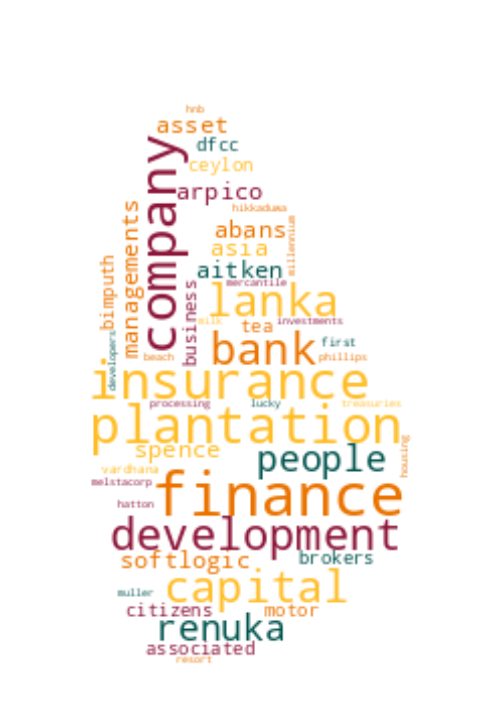 hnb
asset
dfcc
ceylon
company
arpico
hikkaduwa
managements
abans
millennium
asia
bimputh
aitken
business
mercantile
lanka
milk
tea
investments
developers
bank
first
beach
phillips
insurance
processing
lucky
treasuries
plantation
spence
people
housing
vardhana
melstacorp
finance
hatton
development
softlogic
brokers
capital
muller
citizens
motor
renuka
associated
resort